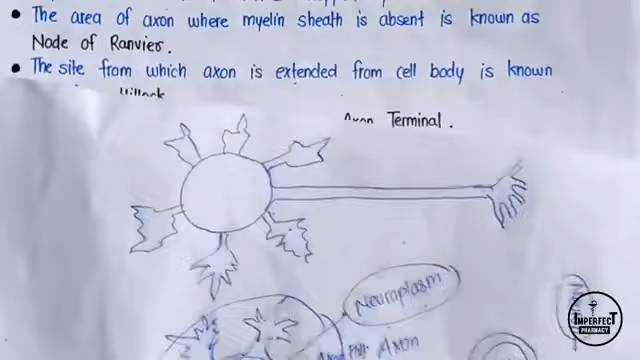 • The area of axon where myelin sheath is absent is known as
Node of Ranvier.
• The site from which axon is extended from cell body is known
Hillock
Axon Terminal.
Neuroplasm
Axon
IMPERFECT
PHARMACY